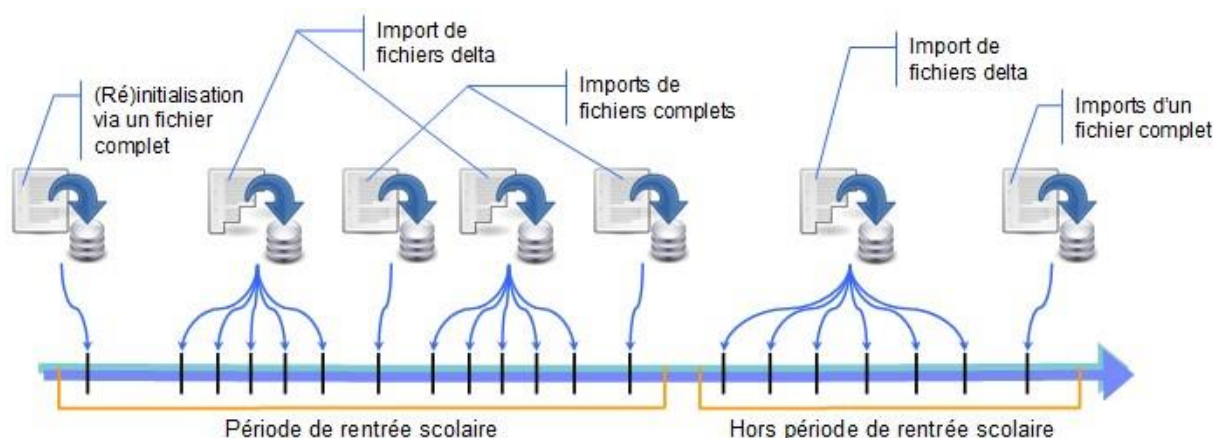 (Ré)initialisation
via un fichier
complet
Import de
fichiers delta
Imports de
fichiers complets
Import de
fichiers delta
Imports d'un
fichier complet
Période de rentrée scolaire
Hors période de rentrée scolaire